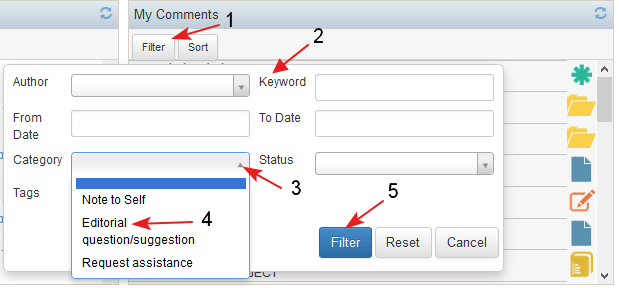 My Comments
1
Filter
Sort
2
Author
Keyword
From
Date
To Date
Category
Status
3
5
Tags
Note to Self
Editorial
question/suggestion
4
Request assistance
Filter
Reset
Cancel
JECT